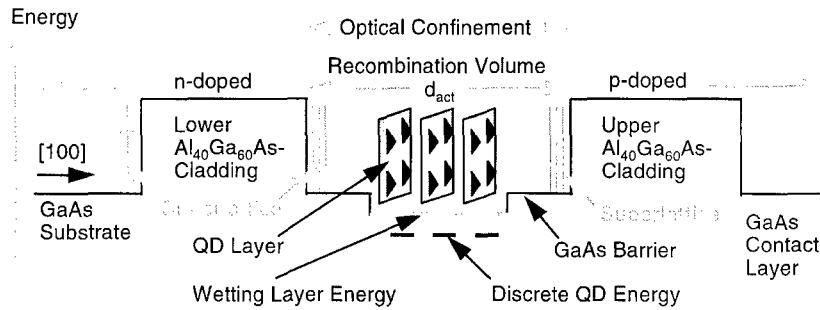 Energy
Optical Confinement
Recombination Volume
d_act
n-doped
p-doped
Lower
Al₄₀Ga₆₀As-
Cladding
Upper
Al₄₀Ga₆₀As-
Cladding
[100]
GaAs
Substrate
Superlattice
QD Layer
GaAs Barrier
GaAs
Contact
Layer
Wetting Layer Energy
Discrete QD Energy